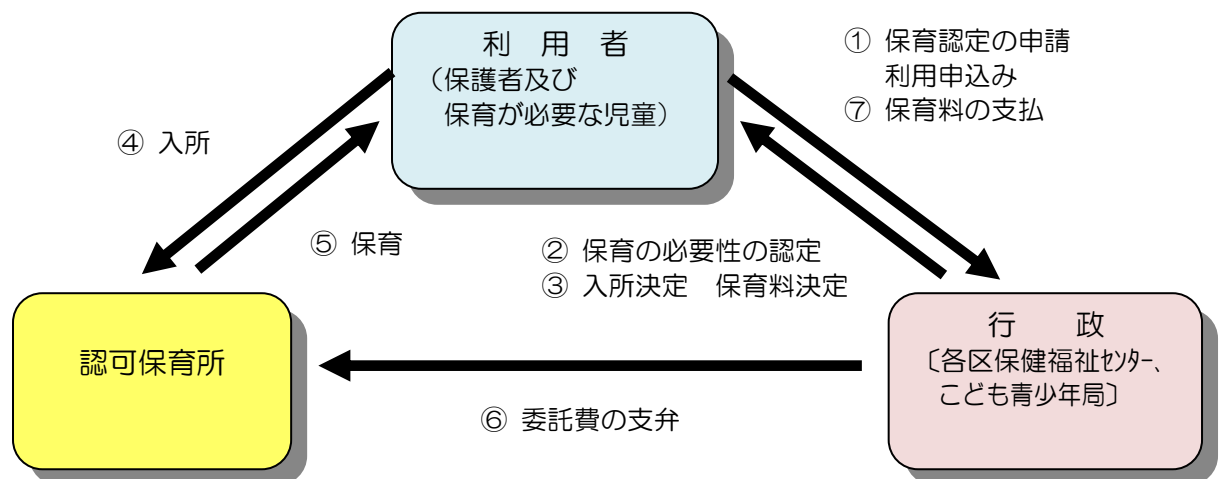 利　用　者
（保護者及び
保育が必要な児童）
① 保育認定の申請
利用申込み
⑦ 保育料の支払
④ 入所
⑤ 保育
② 保育の必要性の認定
③ 入所決定　保育料決定
認可保育所
行　　政
〔各区保健福祉ｾﾝﾀｰ、
こども青少年局〕
⑥ 委託費の支弁